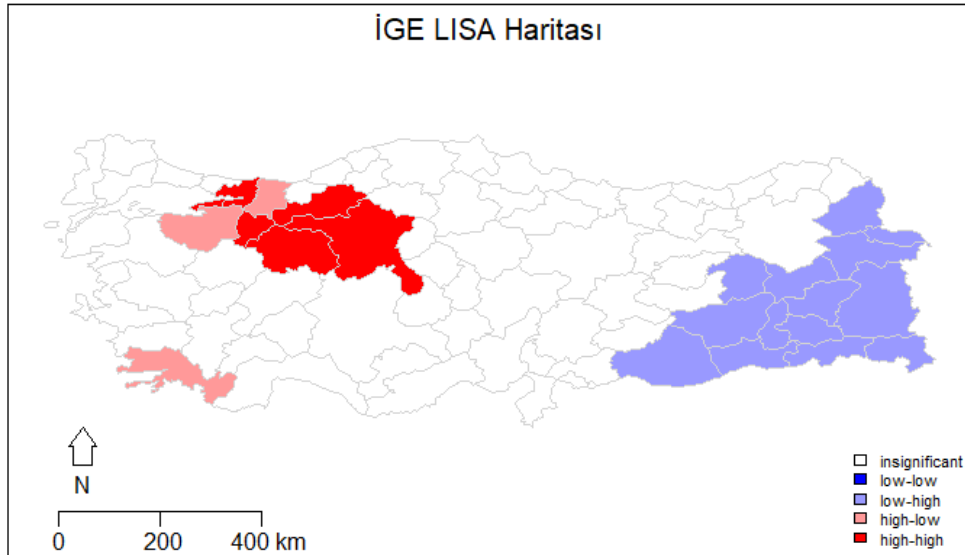 İGE LISA Haritası
N
0 200 400 km
insignificant
low-low
low-high
high-low
high-high